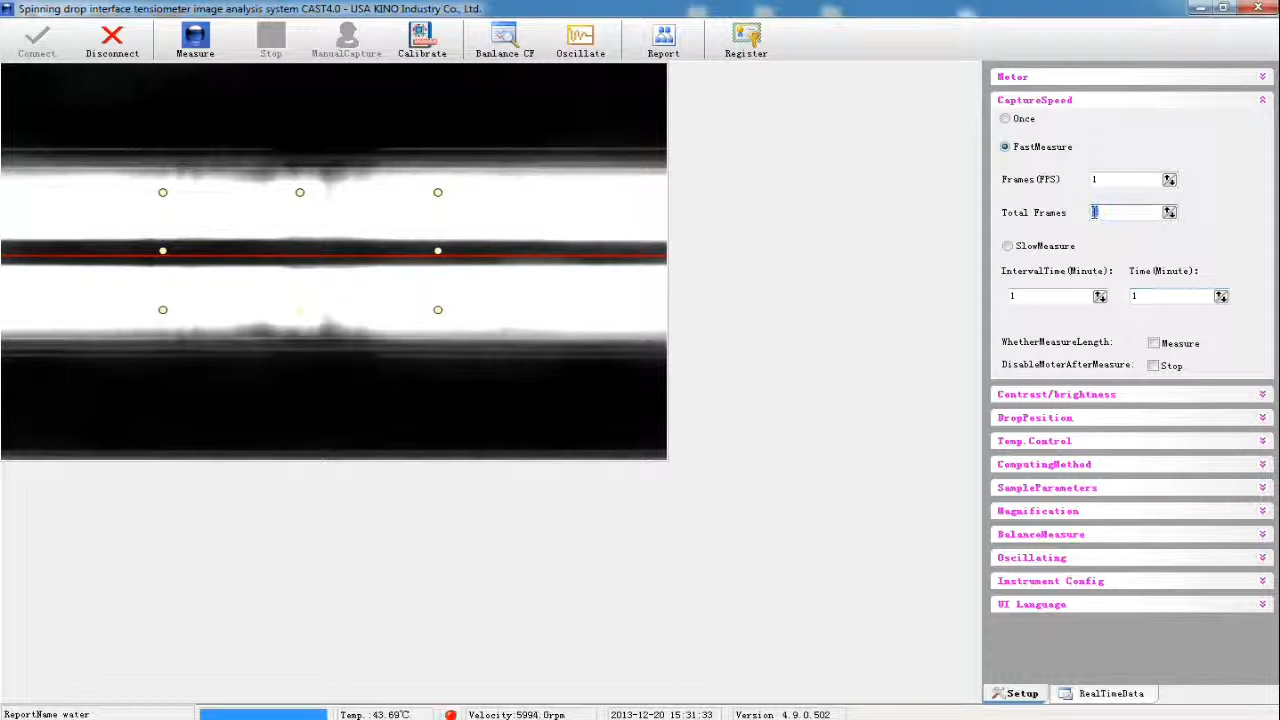 Spinning drop interface tensiometer image analysis system CAST4.0 - USA KINO Industry Co., Ltd.
Connect Disconnect Measure Stop ManualCapture Calibrate Banlance CF Oscillate Report Register
Motor
CaptureSpeed
Once
FastMeasure
Frames(FPS) 1
Total Frames
SlowMeasure
IntervalTime(Minute): Time(Minute):
1 1
WhetherMeasureLength: Measure
DisableMoterAfterMeasure: Stop
Contrast/brightness
DropPosition
Temp.Control
ComputingMethod
SampleParameters
Magnification
BalanceMeasure
Oscillating
Instrument Config
UI Language
Setup RealTimeData
ReportName water Temp. 43.69℃ Velocity:5994.0rpm 2013-12-20 15:31:33 Version 4.9.0.502